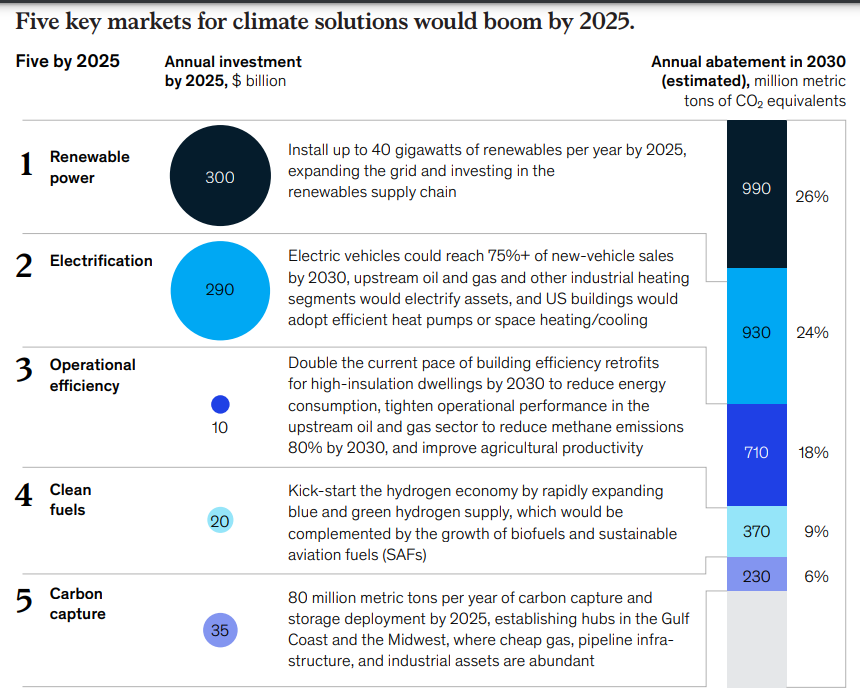 Five key markets for climate solutions would boom by 2025.
Five by 2025
Annual investment
by 2025, $ billion
Annual abatement in 2030
(estimated), million metric
tons of CO₂ equivalents
1
Renewable
power
300
Install up to 40 gigawatts of renewables per year by 2025,
expanding the grid and investing in the
renewables supply chain
990
26%
2
Electrification
290
Electric vehicles could reach 75%+ of new-vehicle sales
by 2030, upstream oil and gas and other industrial heating
segments would electrify assets, and US buildings would
adopt efficient heat pumps or space heating/cooling
930
24%
3
Operational
efficiency
10
Double the current pace of building efficiency retrofits
for high-insulation dwellings by 2030 to reduce energy
consumption, tighten operational performance in the
upstream oil and gas sector to reduce methane emissions
80% by 2030, and improve agricultural productivity
710
18%
4
Clean
fuels
20
Kick-start the hydrogen economy by rapidly expanding
blue and green hydrogen supply, which would be
complemented by the growth of biofuels and sustainable
aviation fuels (SAFs)
370
9%
5
Carbon
capture
35
80 million metric tons per year of carbon capture and
storage deployment by 2025, establishing hubs in the Gulf
Coast and the Midwest, where cheap gas, pipeline infra-
structure, and industrial assets are abundant
230
6%